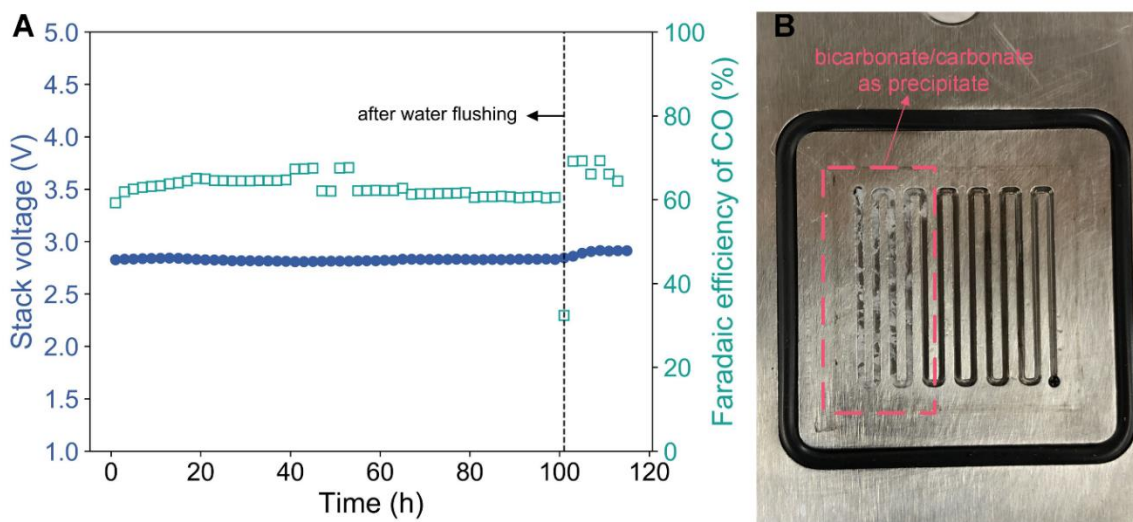 A
5.0
4.5
4.0
3.5
3.0
2.5
2.0
1.5
1.0
Stack voltage (V)
0
20
40
60
80
100
120
Time (h)
after water flushing
100
80
60
40
20
0
Faradaic efficiency of CO (%)
B
bicarbonate/carbonate
as precipitate